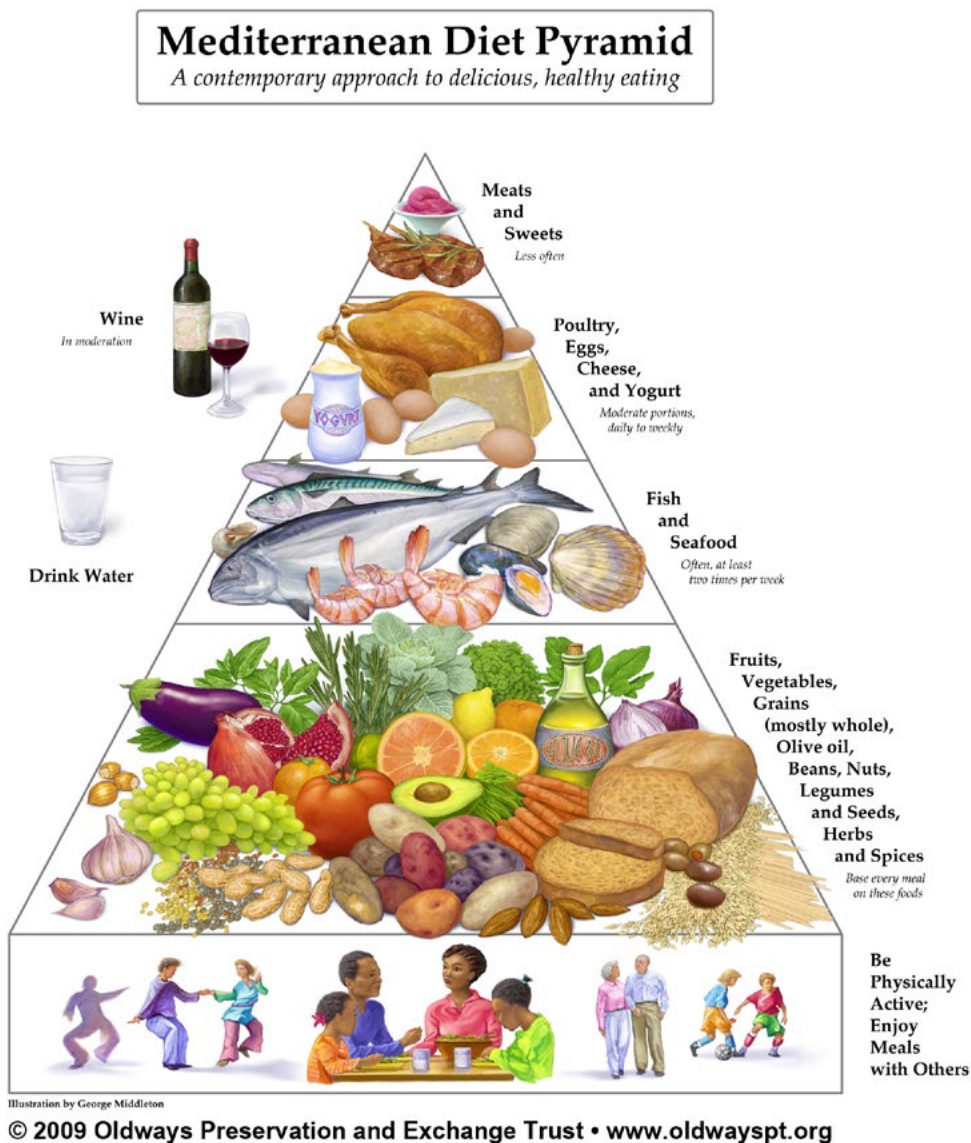 Mediterranean Diet Pyramid
A contemporary approach to delicious, healthy eating
Meats
and
Sweets
Less often
Wine
In moderation
Poultry,
Eggs,
Cheese,
and Yogurt
Moderate portions,
daily to weekly
YOGURT
Drink Water
Fish
and
Seafood
Often, at least
two times per week
Fruits,
Vegetables,
Grains
(mostly whole),
Olive oil,
Beans, Nuts,
Legumes
and Seeds,
Herbs
and Spices
Base every meal
on these foods
Be
Physically
Active;
Enjoy
Meals
with Others
Illustration by George Middleton
© 2009 Oldways Preservation and Exchange Trust • www.oldwayspt.org